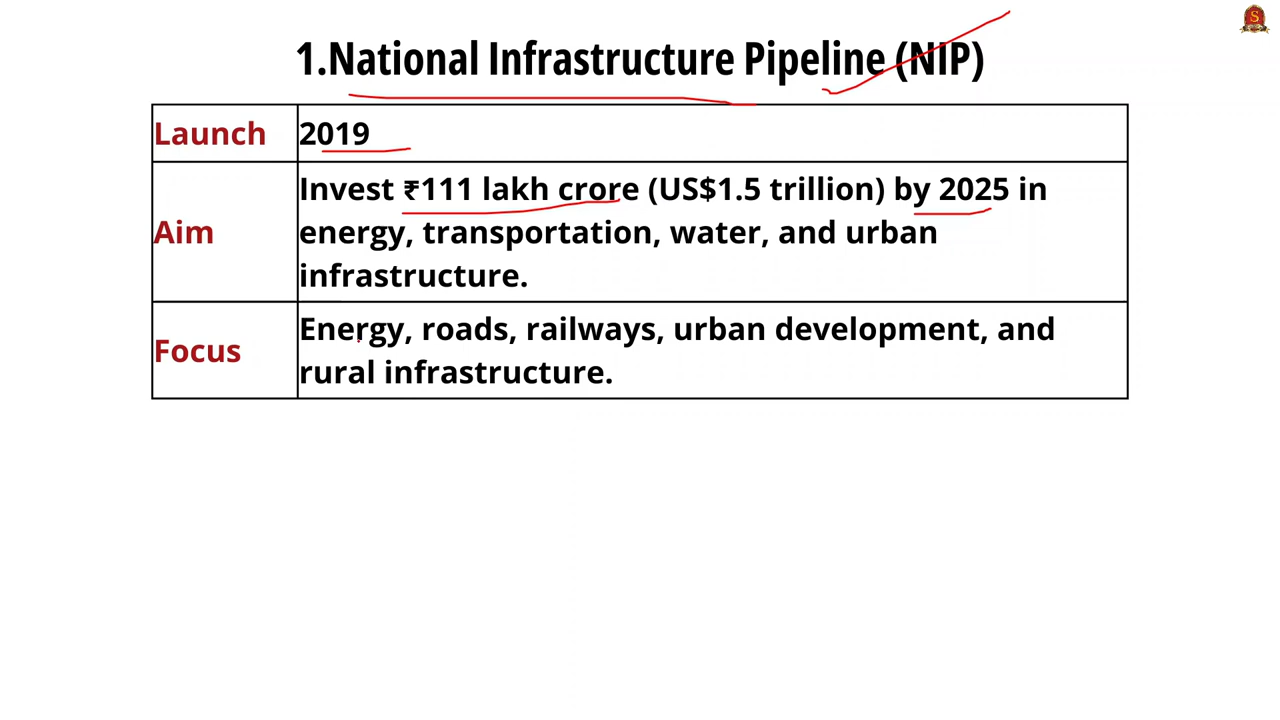 1.National Infrastructure Pipeline (NIP)
Launch
2019
Aim
Invest ₹111 lakh crore (US$1.5 trillion) by 2025 in
energy, transportation, water, and urban
infrastructure.
Focus
Energy, roads, railways, urban development, and
rural infrastructure.
S